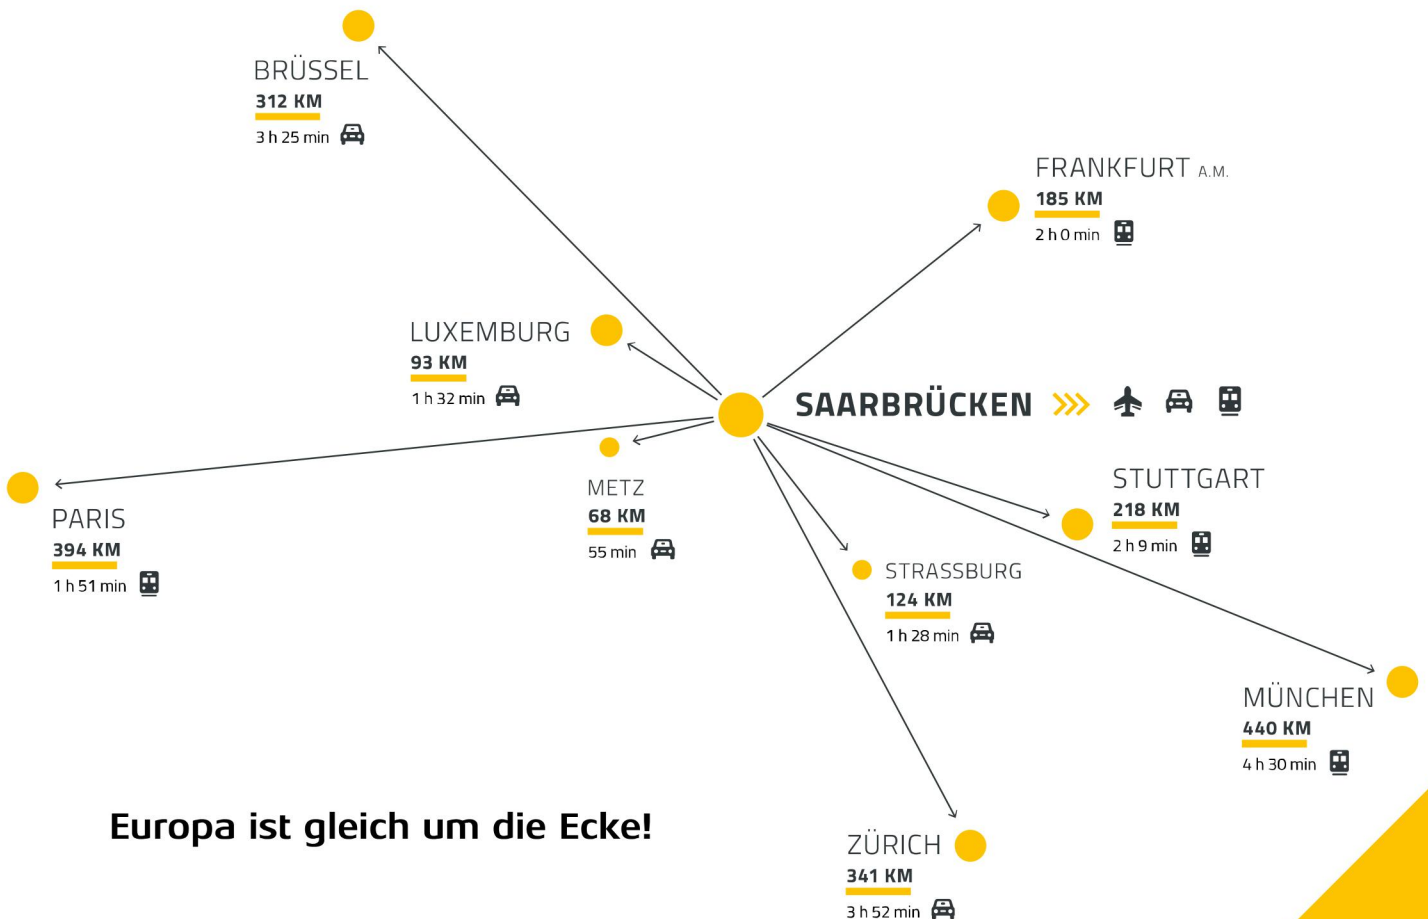 BRÜSSEL
312 KM
3 h 25 min
FRANKFURT A.M.
185 KM
2 h 0 min
LUXEMBURG
93 KM
1 h 32 min
SAARBRÜCKEN
PARIS
394 KM
1 h 51 min
METZ
68 KM
55 min
STUTTGART
218 KM
2 h 9 min
STRASSBURG
124 KM
1 h 28 min
MÜNCHEN
440 KM
4 h 30 min
Europa ist gleich um die Ecke!
ZÜRICH
341 KM
3 h 52 min